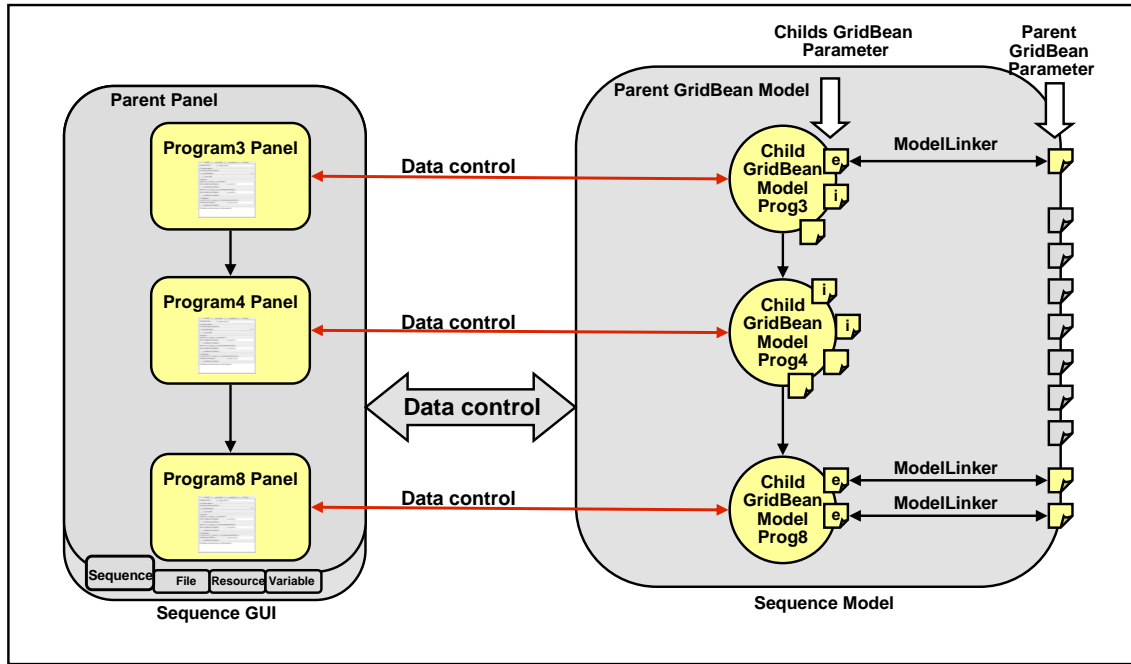 Childs GridBean
Parameter
Parent
GridBean
Parameter
Parent Panel
Parent GridBean Model
Program3 Panel
Data control
Child
GridBean
Model
Prog3
e
i
ModelLinker
Program4 Panel
Data control
Child
GridBean
Model
Prog4
i
i
Data control
Program8 Panel
Data control
Child
GridBean
Model
Prog8
e
e
ModelLinker
ModelLinker
Sequence
File
Resource
Variable
Sequence GUI
Sequence Model